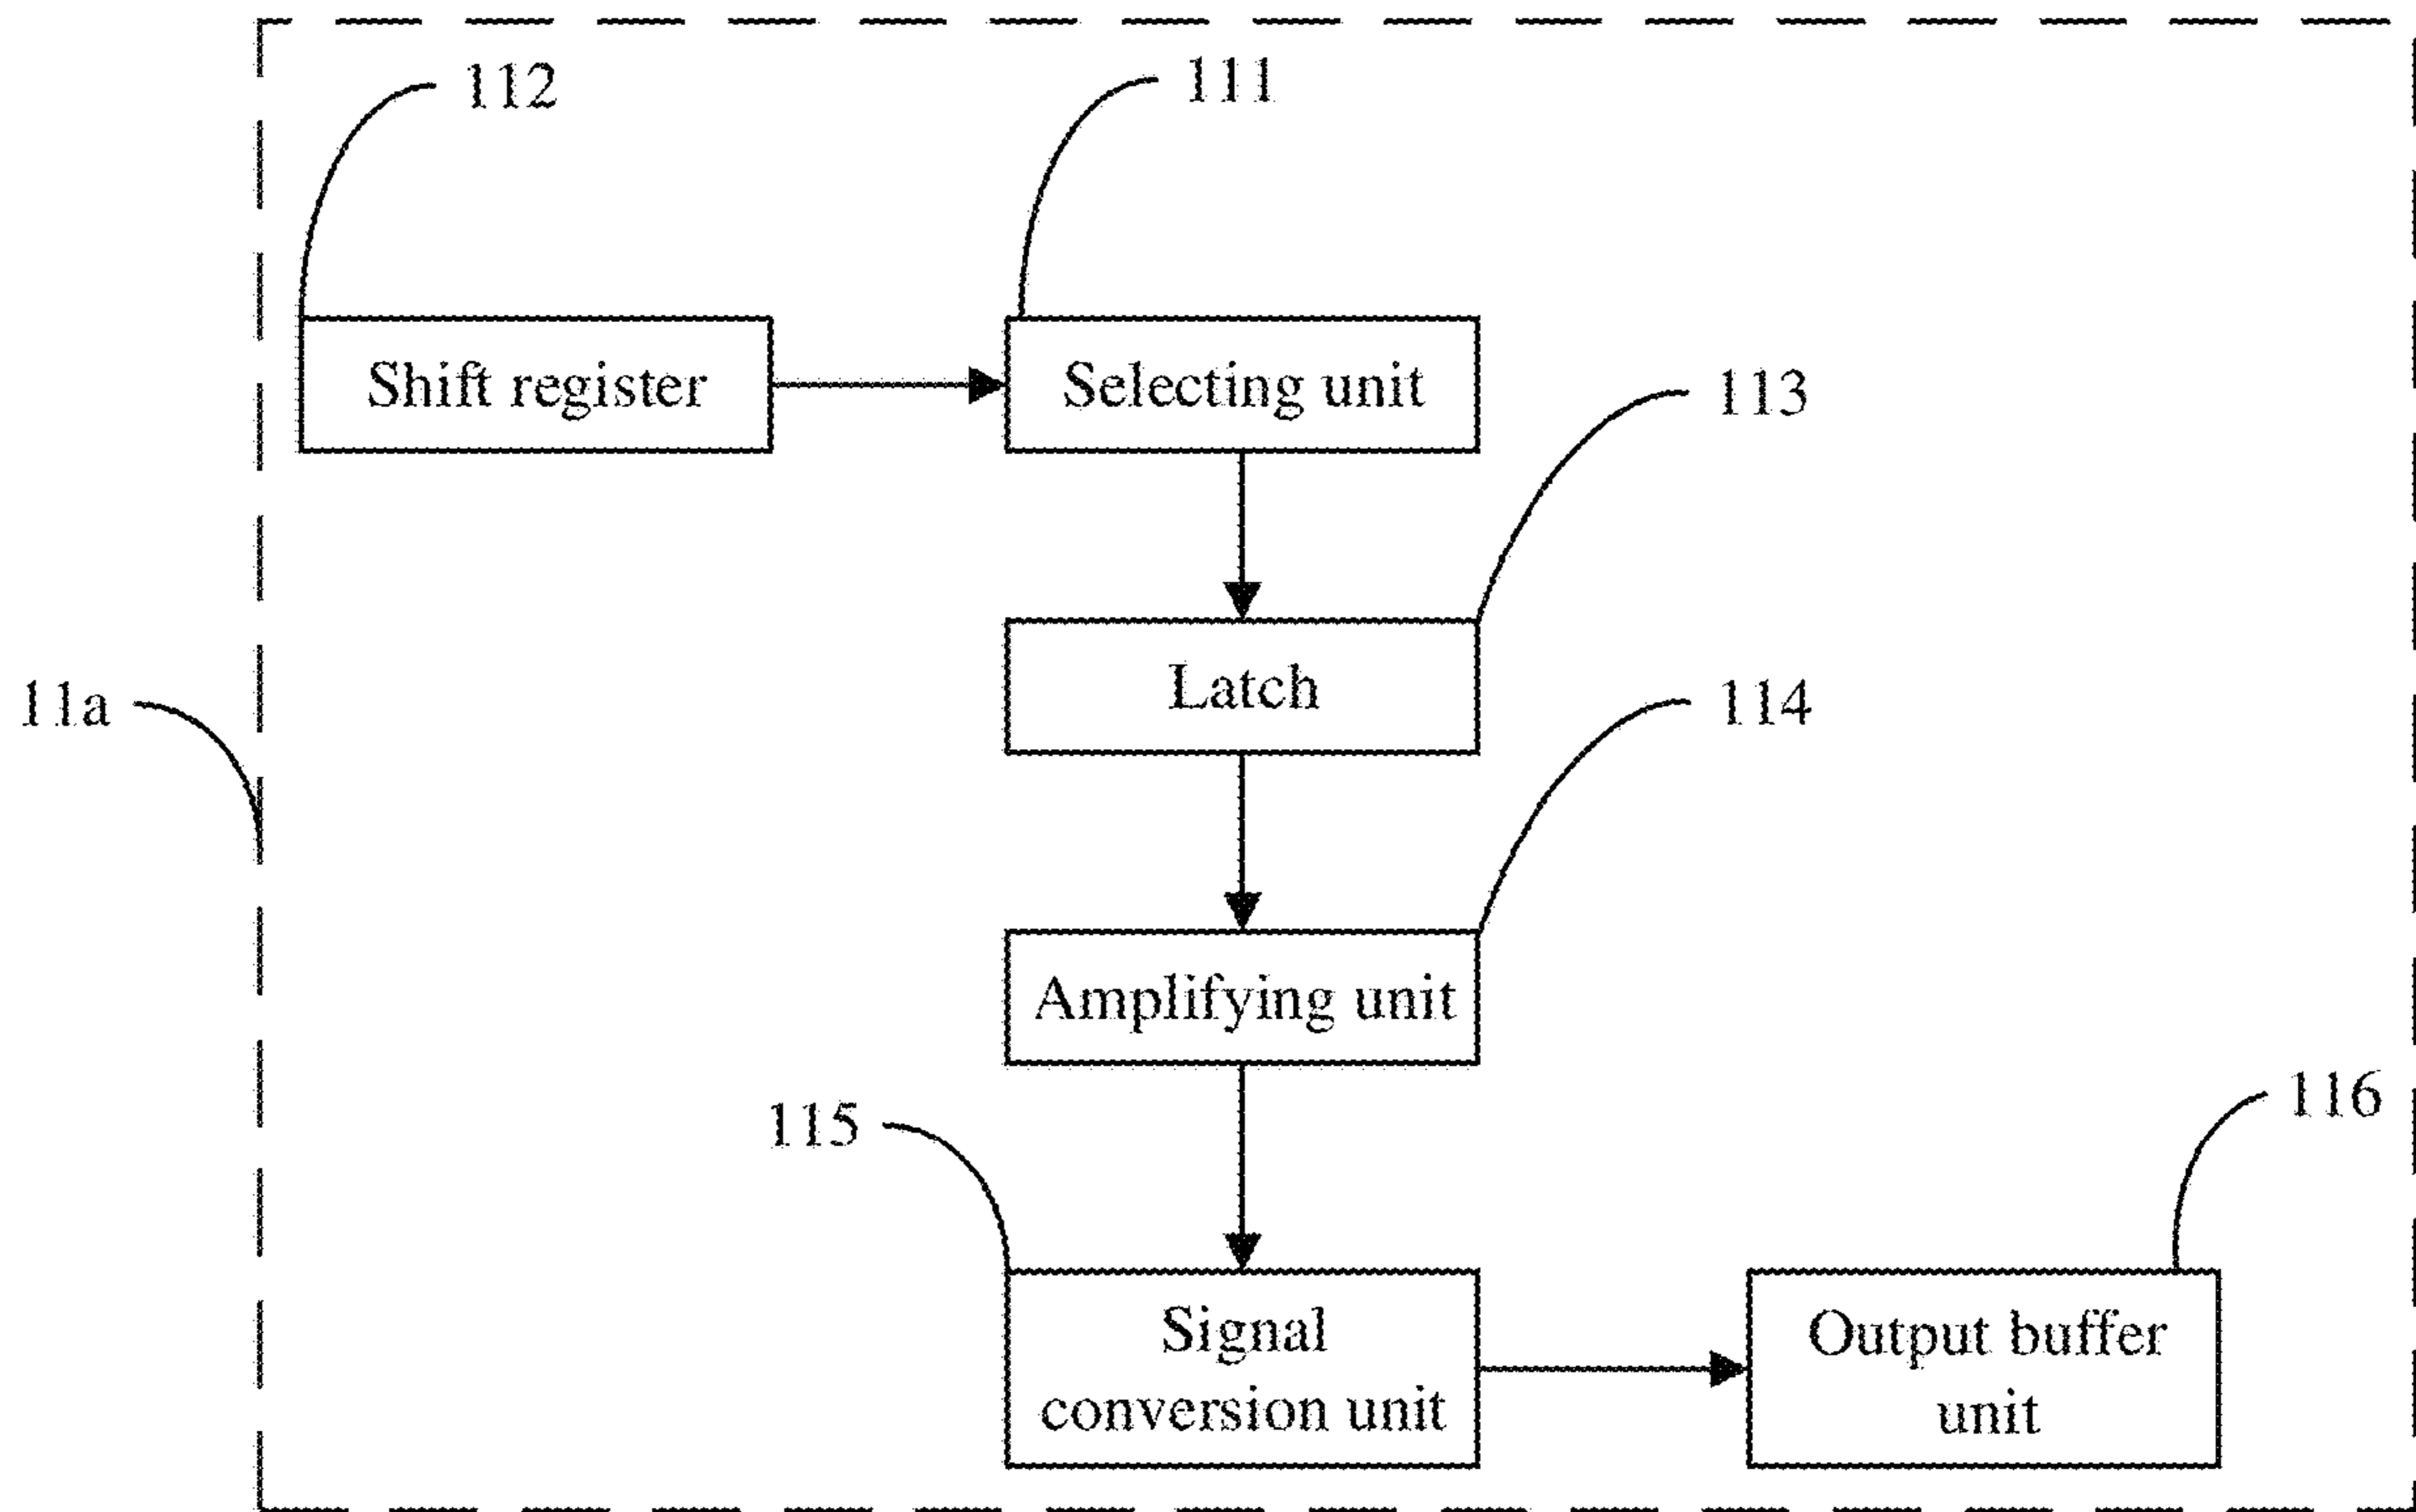 112
111
Shift register
Selecting unit
113
Latch
11a
114
Amplifying unit
115
116
Signal
conversion unit
Output buffer
unit